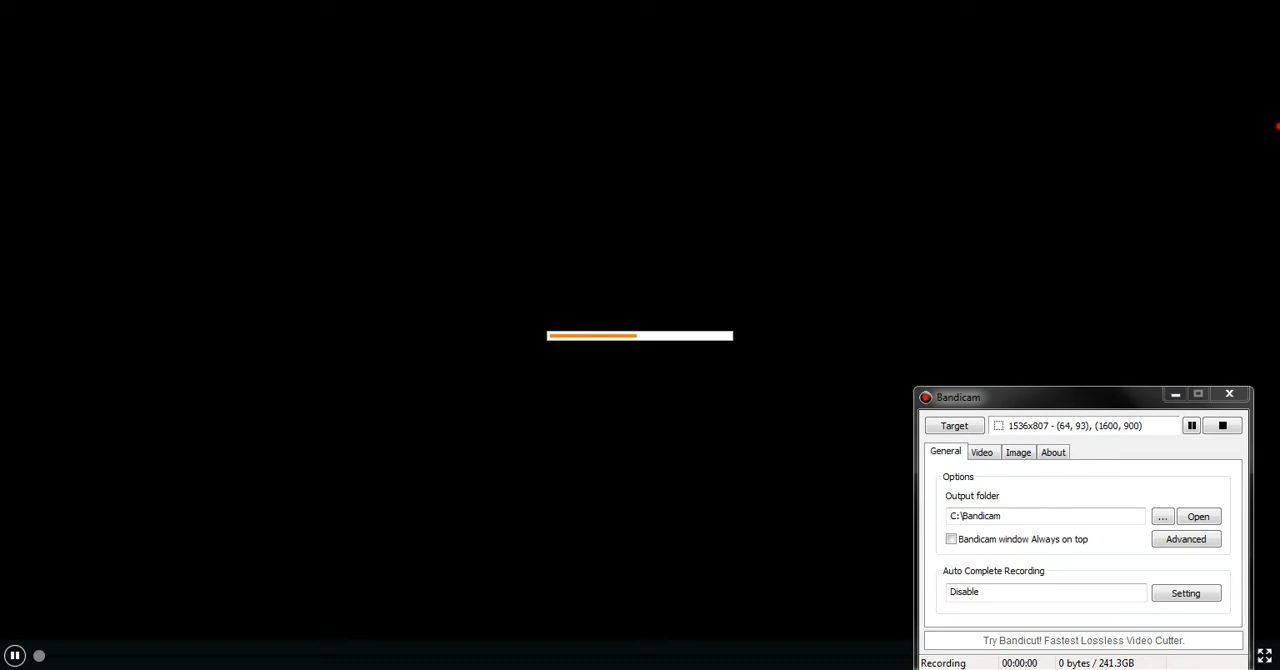 Bandicam
Target 1536x807 - (64, 93), (1600, 900)
General Video Image About
Options
Output folder
C:\Bandicam ... Open
Bandicam window Always on top Advanced
Auto Complete Recording
Disable Setting
Try Bandicut! Fastest Lossless Video Cutter.
Recording 00:00:00 0 bytes / 241.3GB